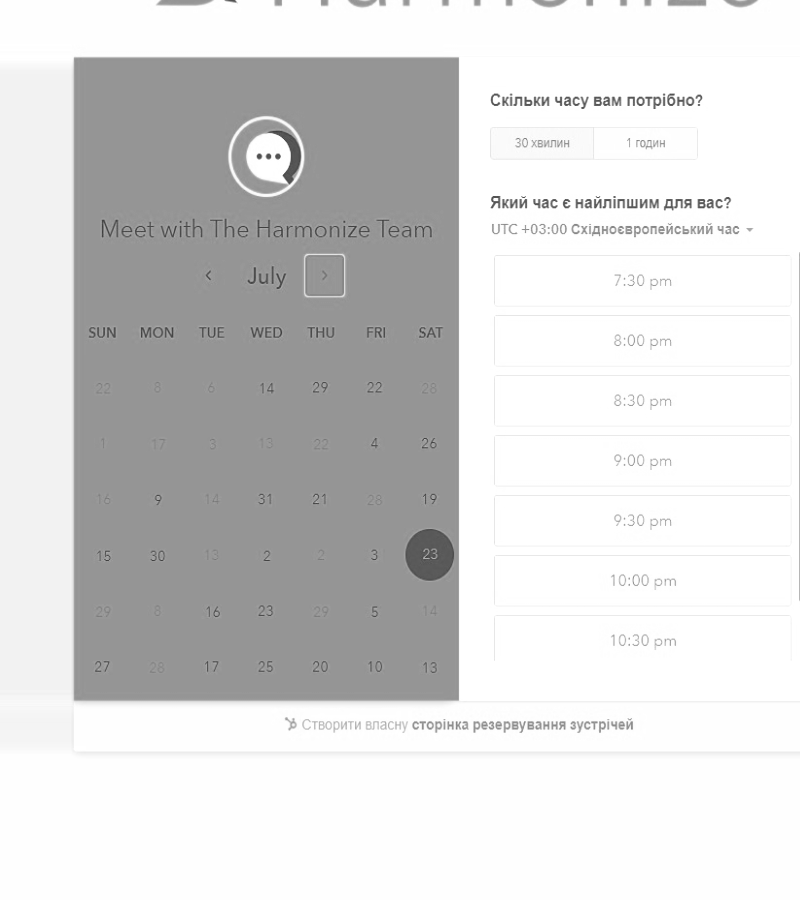 Harmonize
Meet with The Harmonize Team
July
SUN MON TUE WED THU FRI SAT
22 8 6 14 29 22 28
1 17 3 13 22 4 26
16 9 14 31 21 28 19
15 30 13 2 2 3 23
29 8 16 23 29 5 14
27 28 17 25 20 10 13
Скільки часу вам потрібно?
30 хвилин 1 годин
Який час є найліпшим для вас?
UTC +03:00 Східноєвропейський час
7:30 pm
8:00 pm
8:30 pm
9:00 pm
9:30 pm
10:00 pm
10:30 pm
Створити власну сторінка резервування зустрічей